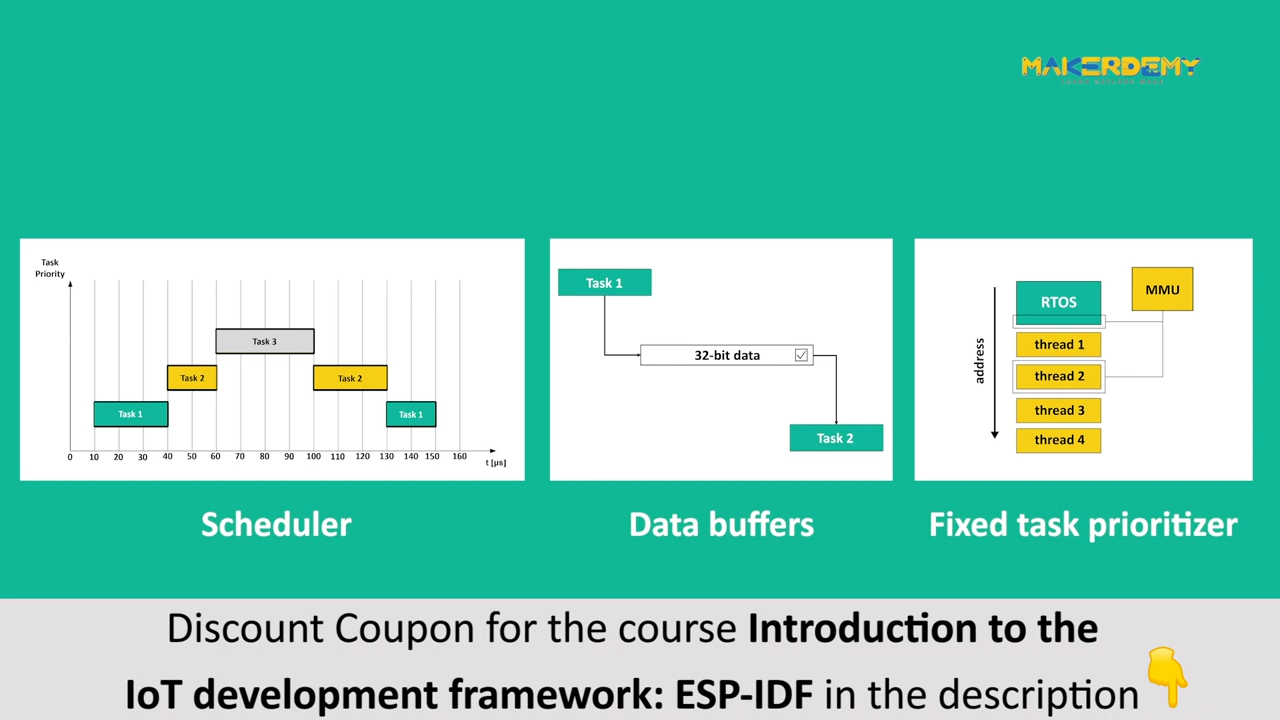 MAKERDEMY
Task
Priority
Task 3
Task 2
Task 2
Task 1
Task 1
0 10 20 30 40 50 60 70 80 90 100 110 120 130 140 150 160
t [µs]
Task 1
32-bit data
Task 2
RTOS
MMU
thread 1
thread 2
thread 3
thread 4
address
Scheduler
Data buffers
Fixed task prioritizer
Discount Coupon for the course Introduction to the
IoT development framework: ESP-IDF in the description